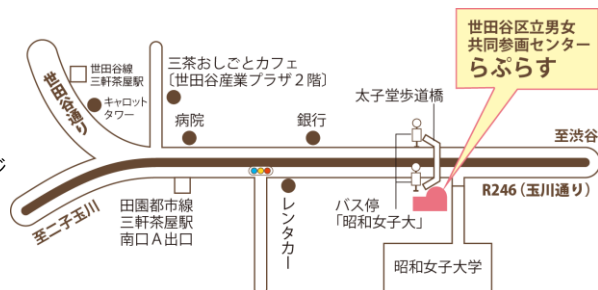 世田谷区立男女
共同参画センター
らぷらす
三茶おしごとカフェ
〔世田谷産業プラザ２階〕
世田谷線
三軒茶屋駅
キャロット
タワー
世田谷通り
太子堂歩道橋
病院
銀行
至渋谷
ジ
R246（玉川通り）
至二子玉川
田園都市線
三軒茶屋駅
南口Ａ出口
レンタカー
バス停
「昭和女子大」
昭和女子大学